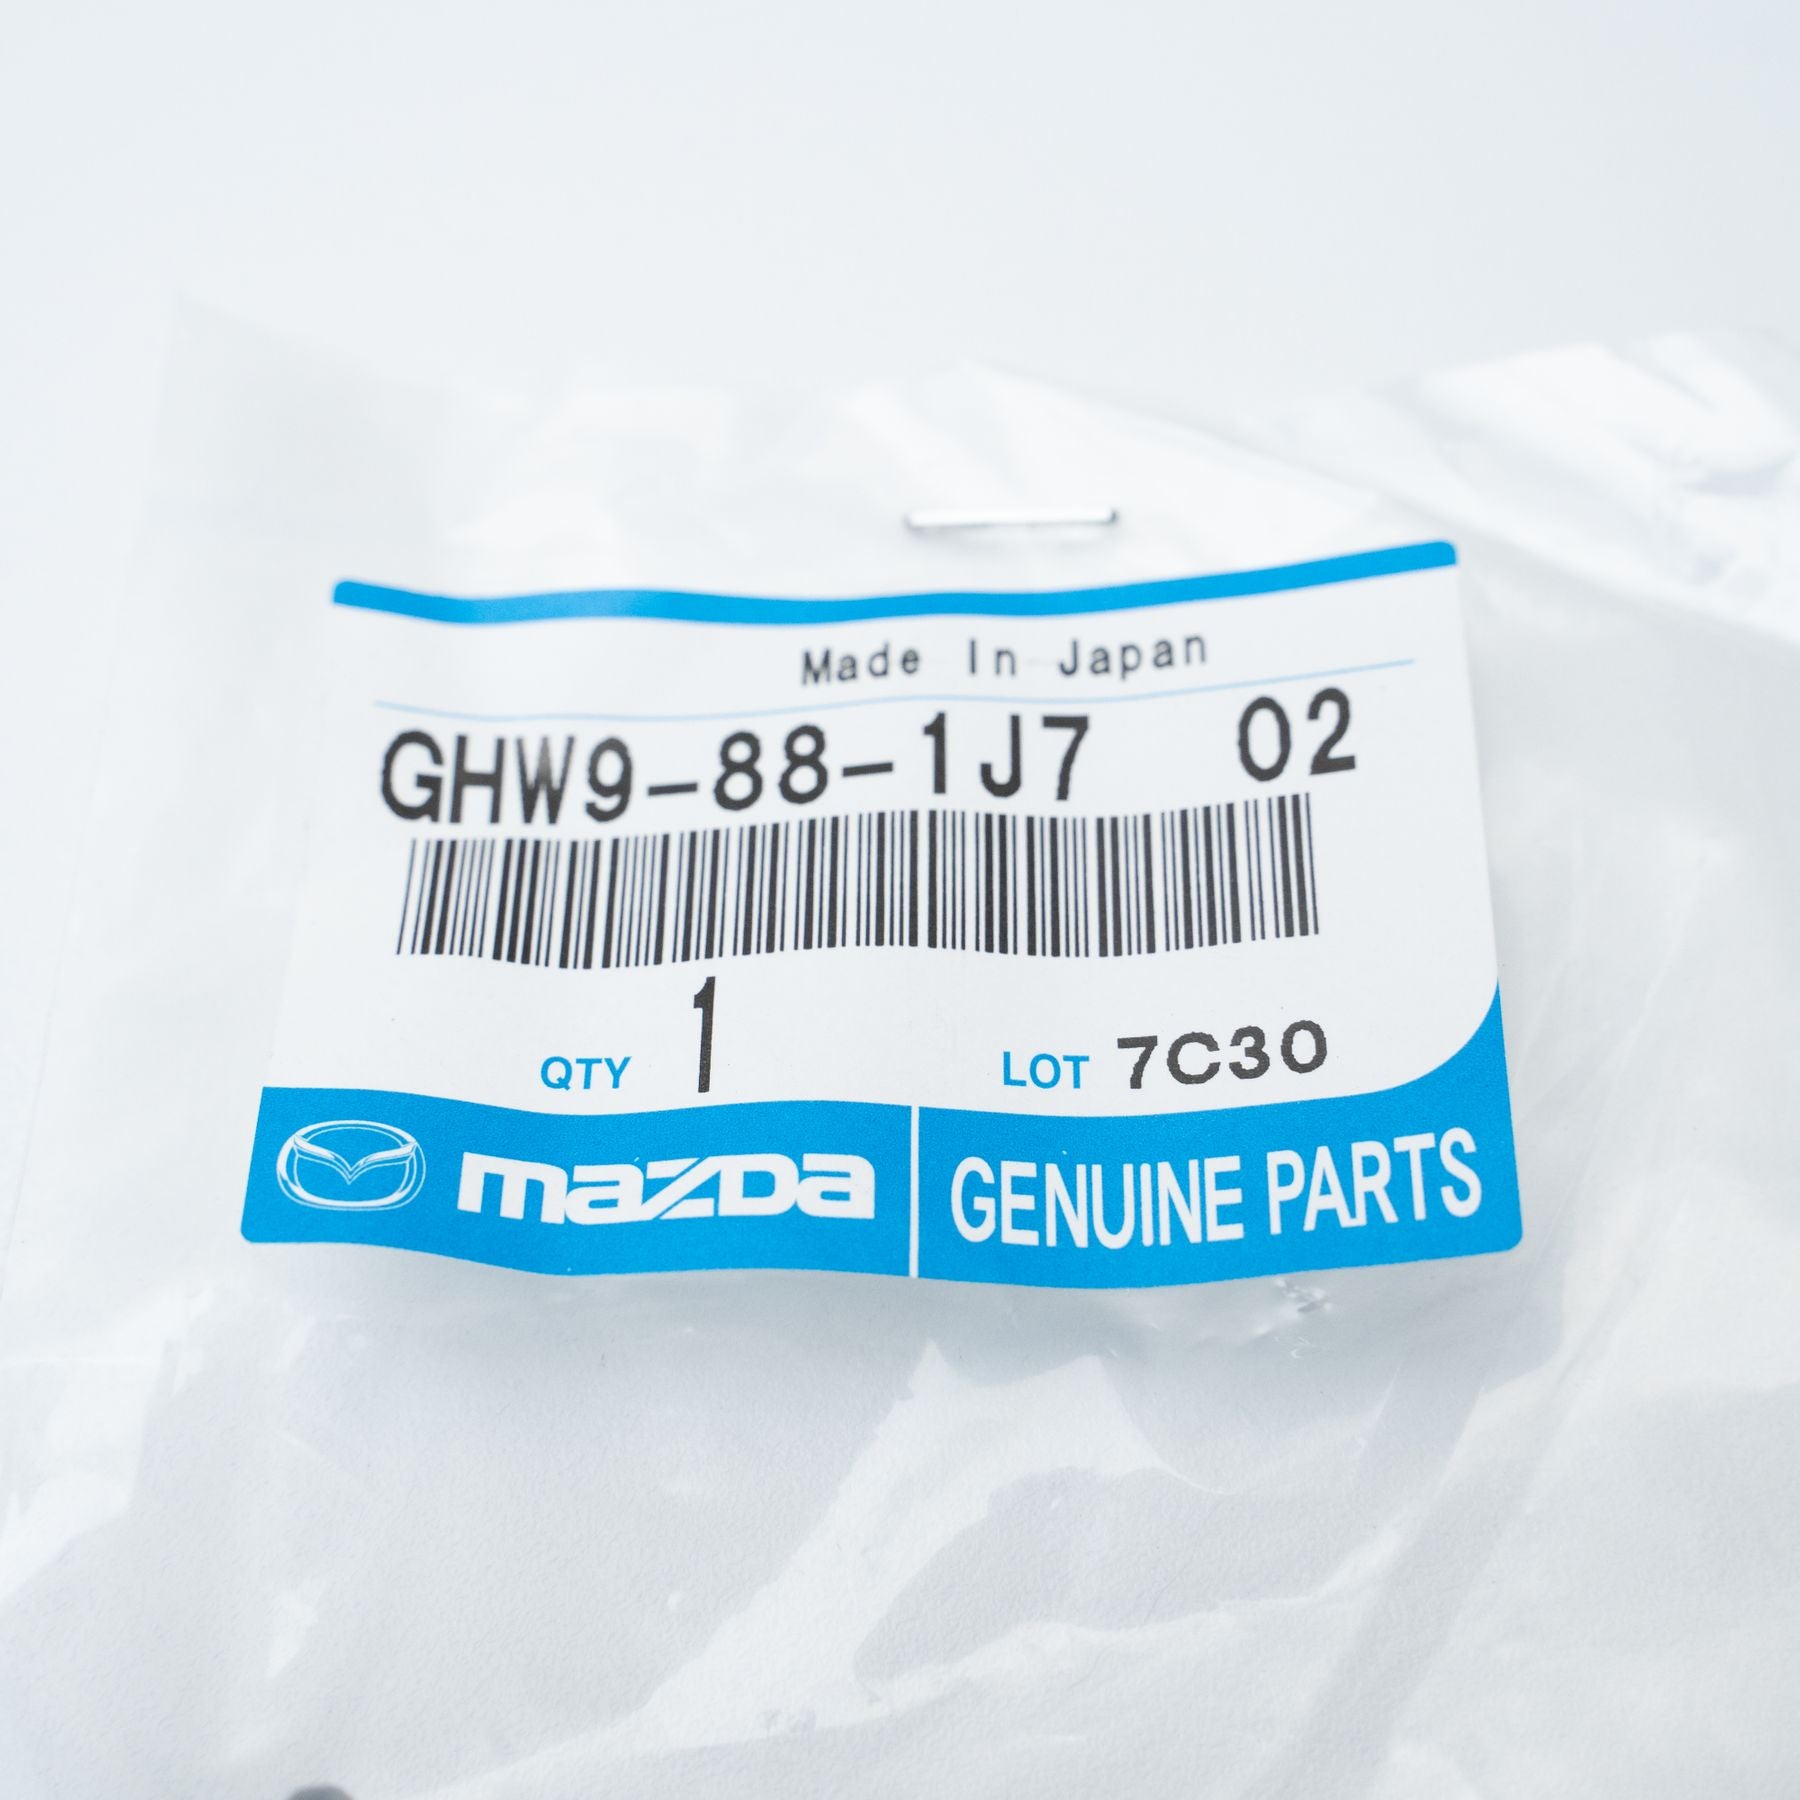 Made In Japan
GHW9-88-1J7 02
QTY 1 LOT 7C30
mazda GENUINE PARTS